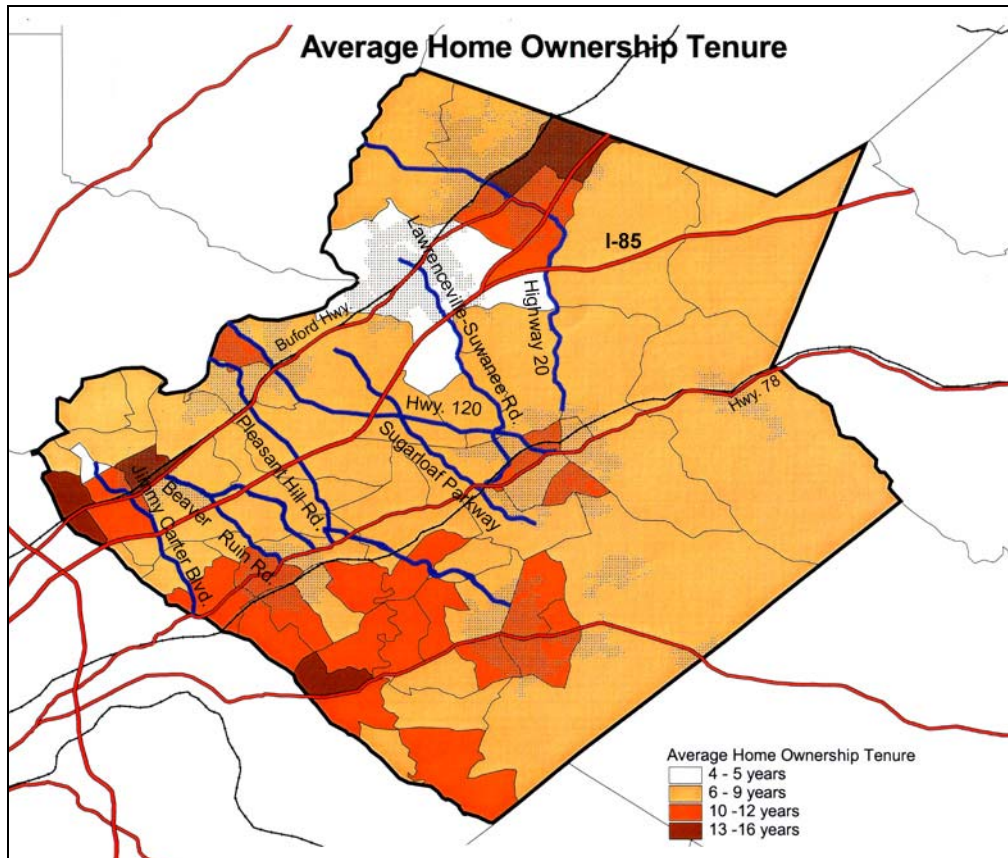 Average Home Ownership Tenure
I-85
Lawrenceville-Suwanee Rd.
Highway 20
Buford Hwy.
Hwy. 78
Hwy. 120
Sugarloaf Parkway
Pleasant Hill Rd.
Beaver Ruin Rd.
Jimmy Carter Blvd.
Average Home Ownership Tenure
4 - 5 years
6 - 9 years
10 -12 years
13 -16 years